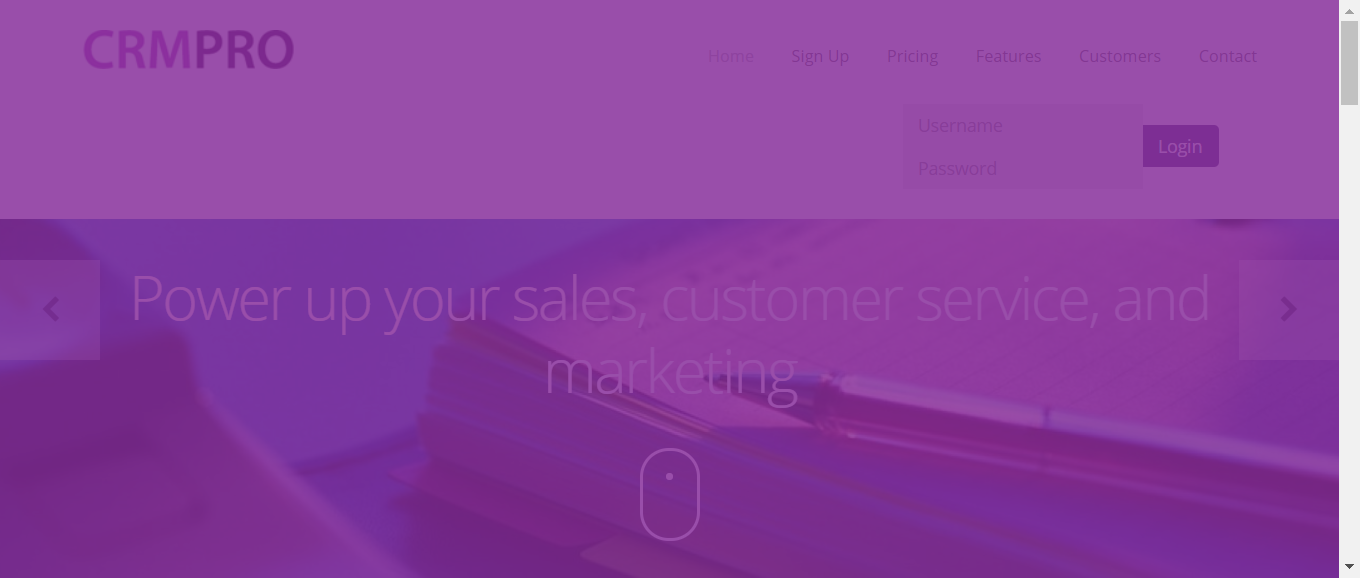 CRMPRO
Home Sign Up Pricing Features Customers Contact
Username
Login
Password
Power up your sales, customer service, and
marketing